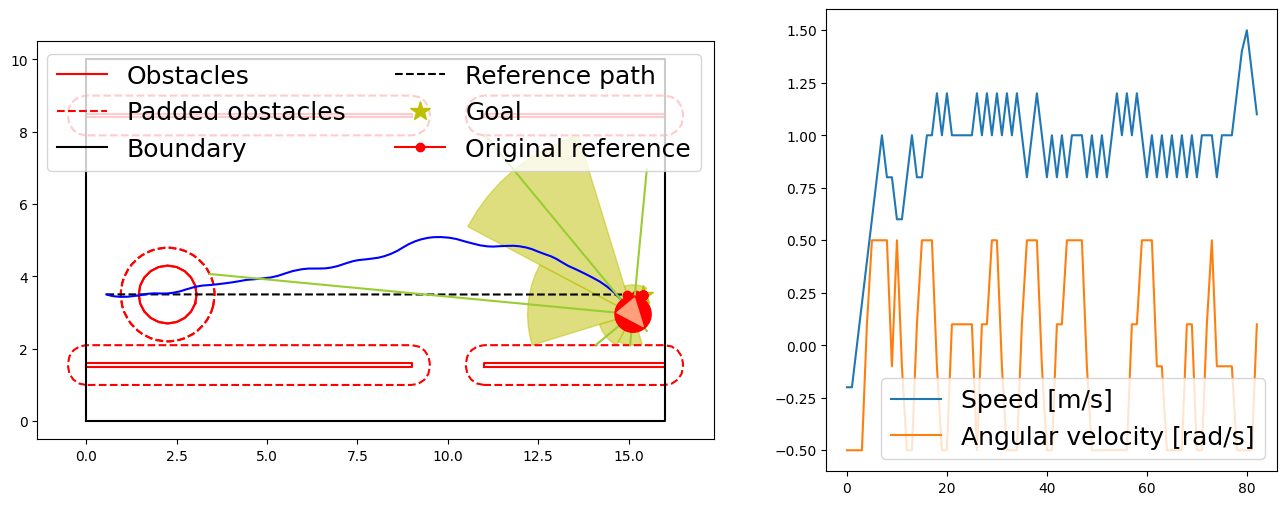 Obstacles
Padded obstacles
Boundary
Reference path
Goal
Original reference
10
8
6
4
2
0
0.0 2.5 5.0 7.5 10.0 12.5 15.0
1.50
1.25
1.00
0.75
0.50
0.25
0.00
−0.25
−0.50
Speed [m/s]
Angular velocity [rad/s]
0 20 40 60 80